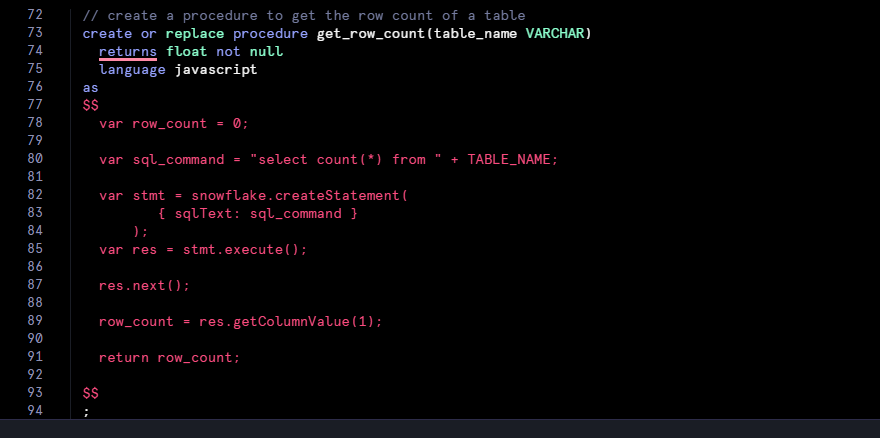 72 // create a procedure to get the row count of a table
73 create or replace procedure get_row_count(table_name VARCHAR)
74 returns float not null
75 language javascript
76 as
77 $$
78 var row_count = 0;
79
80 var sql_command = "select count(*) from " + TABLE_NAME;
81
82 var stmt = snowflake.createStatement(
83 { sqlText: sql_command }
84 );
85 var res = stmt.execute();
86
87 res.next();
88
89 row_count = res.getColumnValue(1);
90
91 return row_count;
92
93 $$
94 ;